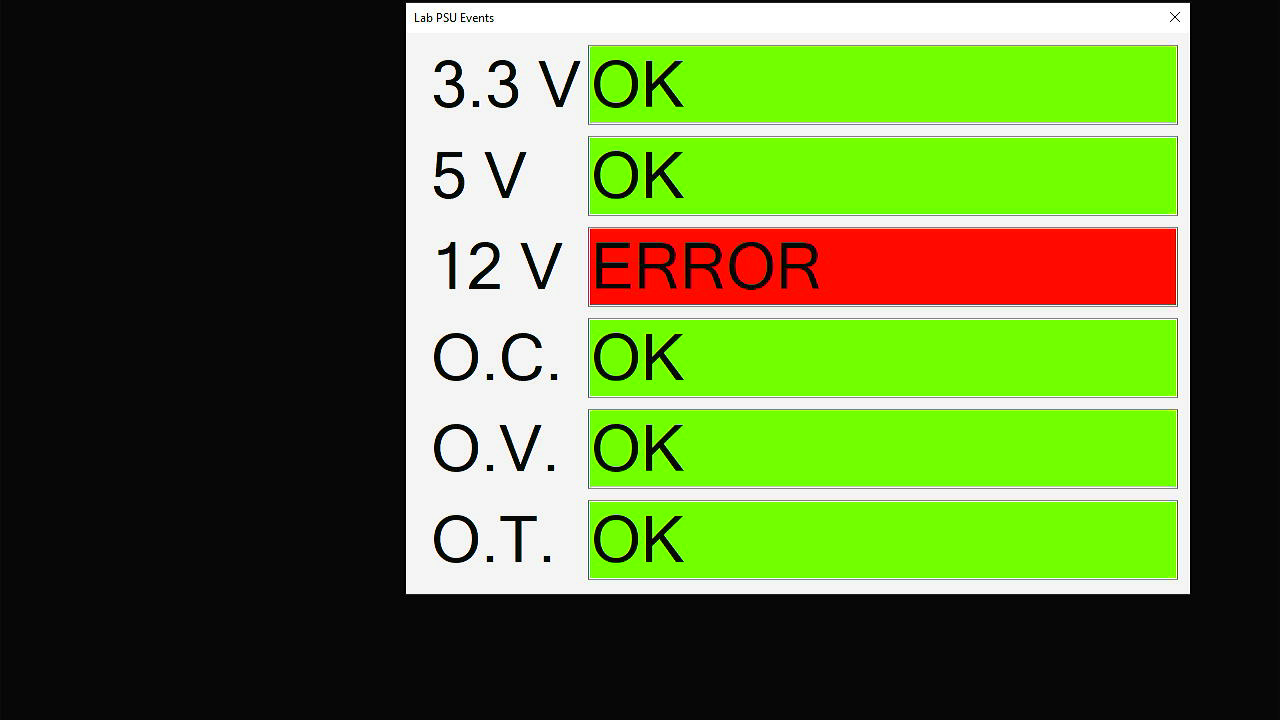 Lab PSU Events
3.3 V OK
5 V OK
12 V ERROR
O.C. OK
O.V. OK
O.T. OK